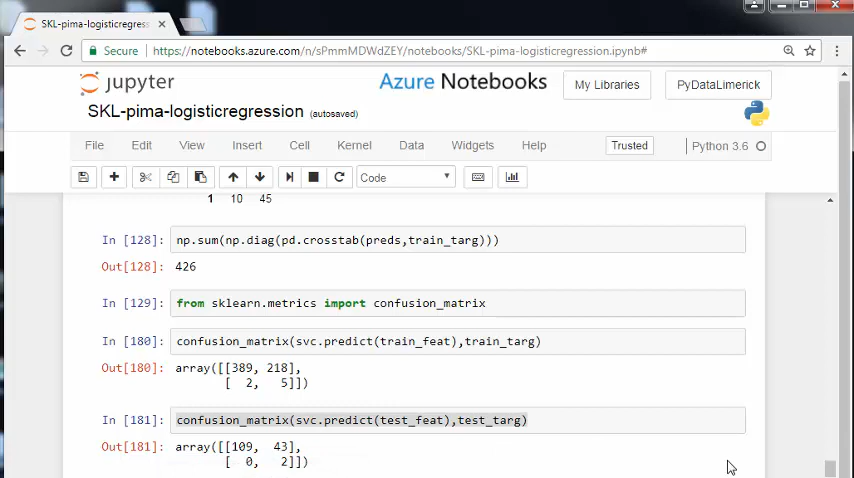 SKL-pima-logisticregress
Secure https://notebooks.azure.com/n/sPmmMDWdZEY/notebooks/SKL-pima-logisticregression.ipynb#
jupyter Azure Notebooks My Libraries PyDataLimerick
SKL-pima-logisticregression (autosaved)
File Edit View Insert Cell Kernel Data Widgets Help Trusted Python 3.6
Code
1 10 45
In [128]: np.sum(np.diag(pd.crosstab(preds,train_targ)))
Out[128]: 426
In [129]: from sklearn.metrics import confusion_matrix
In [180]: confusion_matrix(svc.predict(train_feat),train_targ)
Out[180]: array([[389, 218],
[ 2, 5]])
In [181]: confusion_matrix(svc.predict(test_feat),test_targ)
Out[181]: array([[109, 43],
[ 0, 2]])